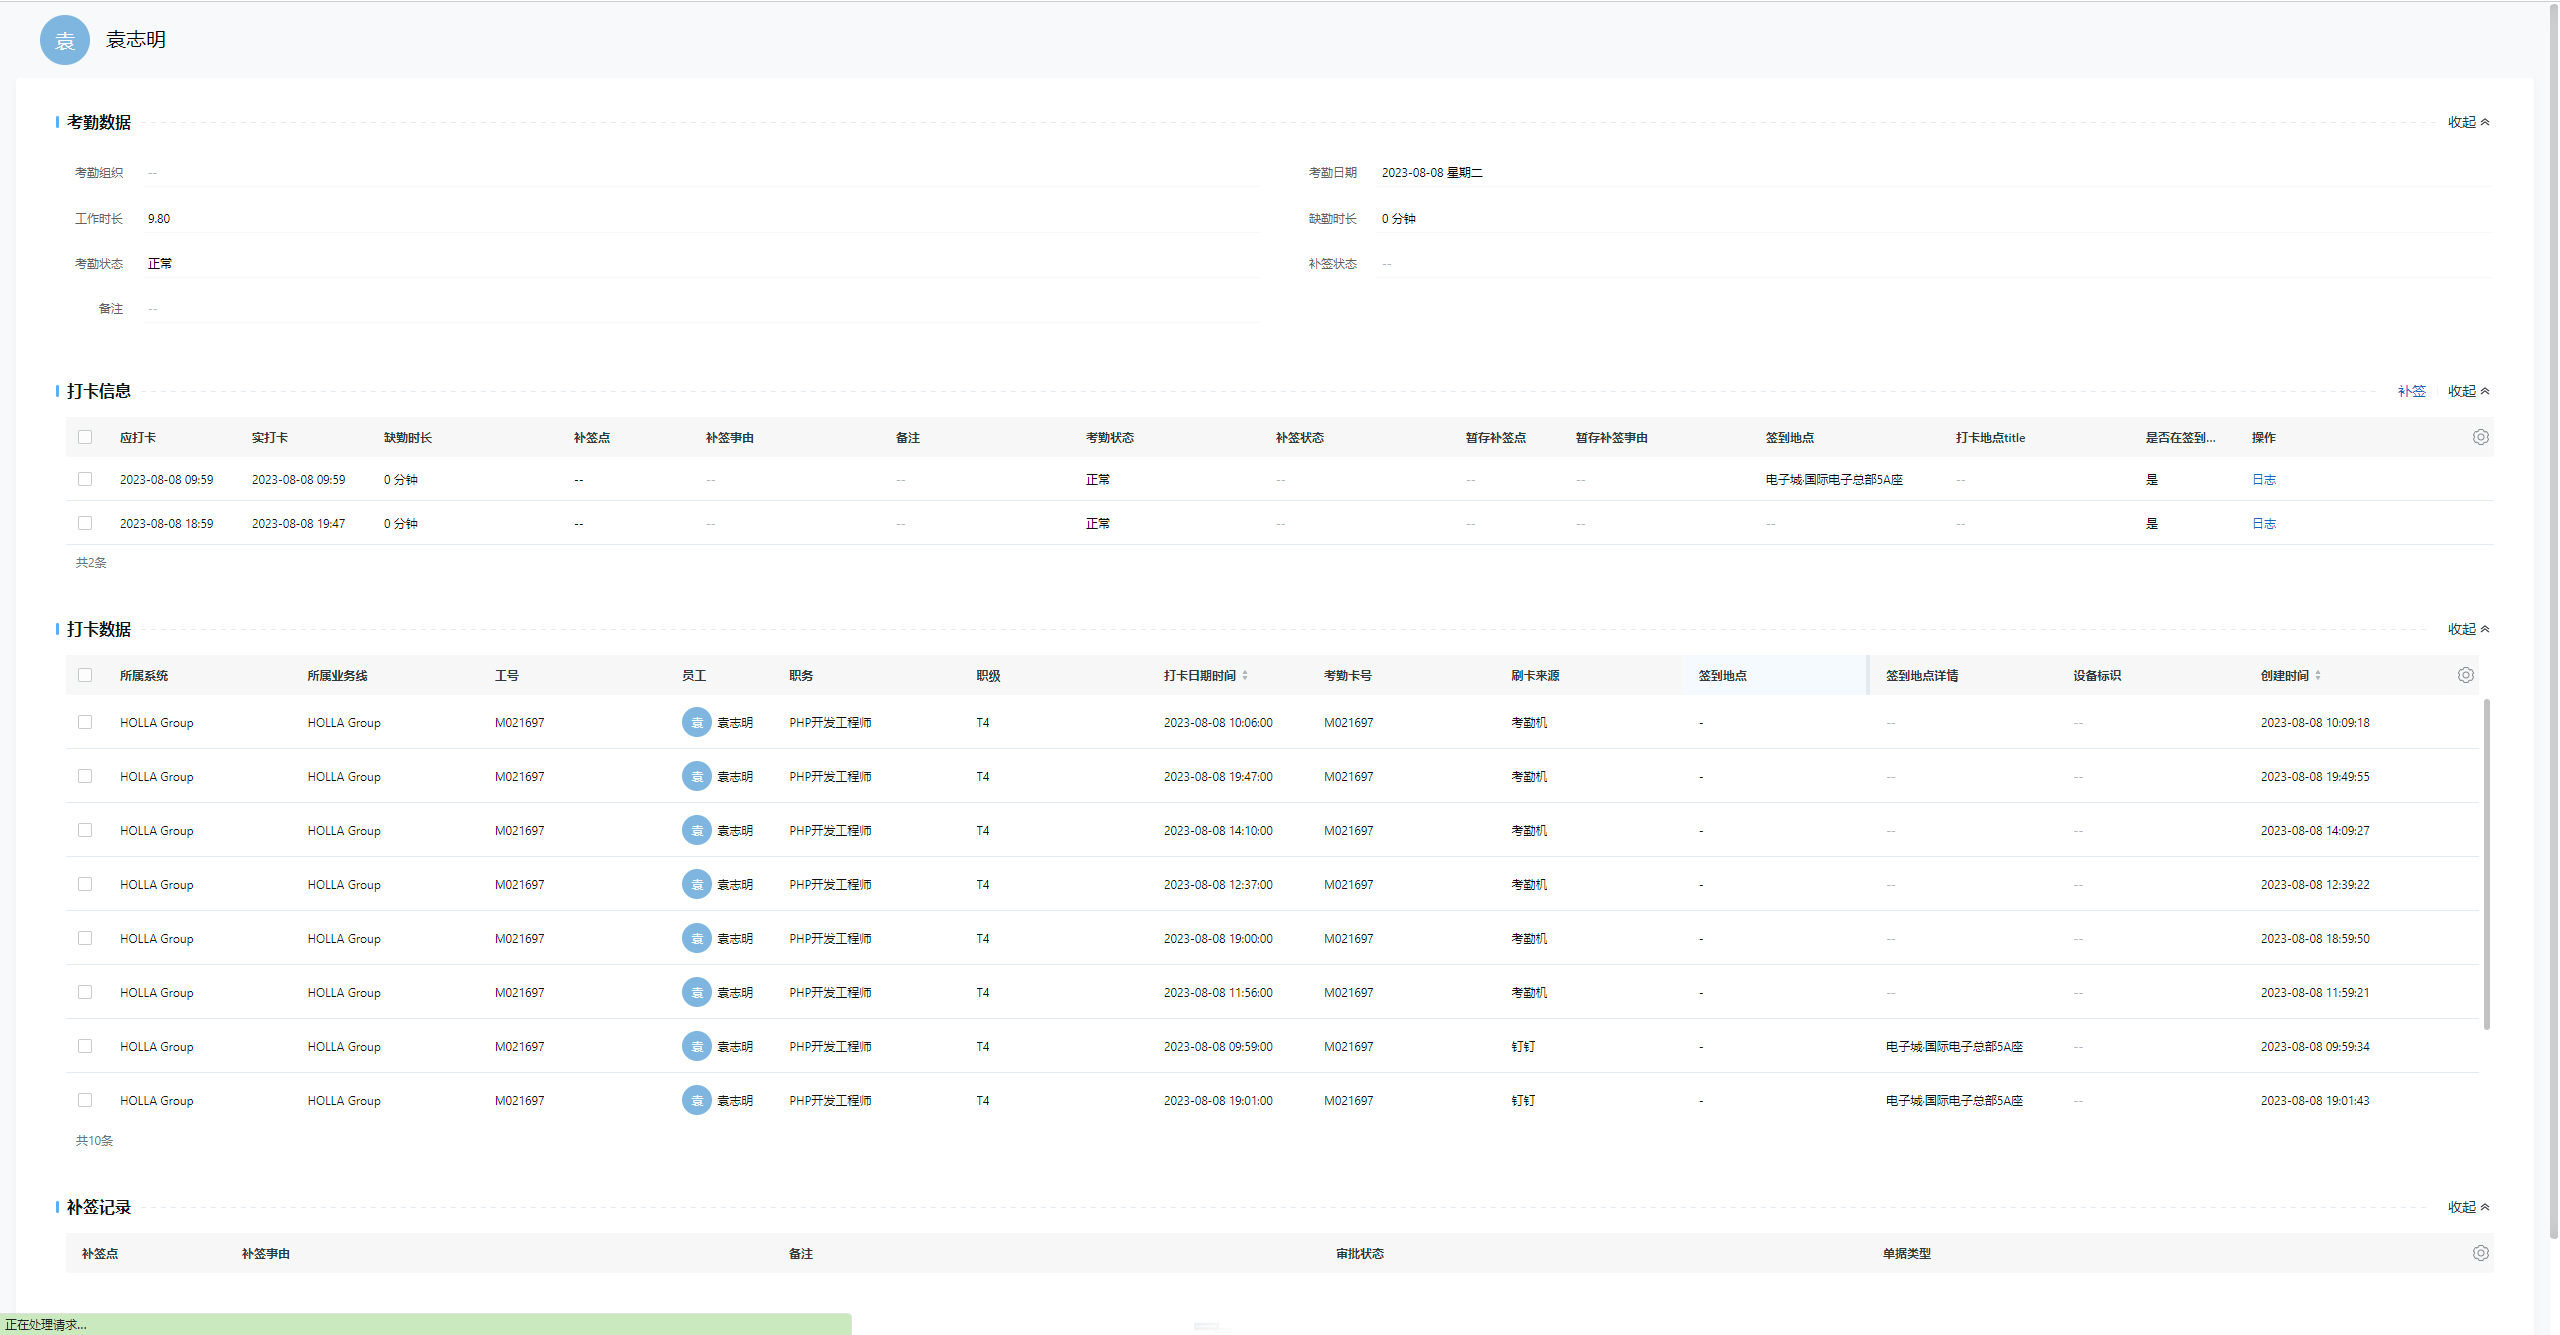 袁 袁志明
考勤数据 收起
考勤组织 -- 考勤日期 2023-08-08 星期二
工作时长 9.80 缺勤时长 0 分钟
考勤状态 正常 补签状态 --
备注 --
打卡信息 补签 收起
应打卡 实打卡 缺勤时长 补签点 补签事由 备注 考勤状态 补签状态 暂存补签点 暂存补签事由 签到地点 打卡地点title 是否在签到... 操作
2023-08-08 09:59 2023-08-08 09:59 0 分钟 -- -- -- 正常 -- -- -- 电子城·国际电子总部5A座 -- 是 日志
2023-08-08 18:59 2023-08-08 19:47 0 分钟 -- -- -- 正常 -- -- -- -- -- 是 日志
共2条
打卡数据 收起
所属系统 所属业务线 工号 员工 职务 职级 打卡日期时间 考勤卡号 刷卡来源 签到地点 签到地点详情 设备标识 创建时间
HOLLA Group HOLLA Group M021697 袁 袁志明 PHP开发工程师 T4 2023-08-08 10:06:00 M021697 考勤机 - -- -- 2023-08-08 10:09:18
HOLLA Group HOLLA Group M021697 袁 袁志明 PHP开发工程师 T4 2023-08-08 19:47:00 M021697 考勤机 - -- -- 2023-08-08 19:49:55
HOLLA Group HOLLA Group M021697 袁 袁志明 PHP开发工程师 T4 2023-08-08 14:10:00 M021697 考勤机 - -- -- 2023-08-08 14:09:27
HOLLA Group HOLLA Group M021697 袁 袁志明 PHP开发工程师 T4 2023-08-08 12:37:00 M021697 考勤机 - -- -- 2023-08-08 12:39:22
HOLLA Group HOLLA Group M021697 袁 袁志明 PHP开发工程师 T4 2023-08-08 19:00:00 M021697 考勤机 - -- -- 2023-08-08 18:59:50
HOLLA Group HOLLA Group M021697 袁 袁志明 PHP开发工程师 T4 2023-08-08 11:56:00 M021697 考勤机 - -- -- 2023-08-08 11:59:21
HOLLA Group HOLLA Group M021697 袁 袁志明 PHP开发工程师 T4 2023-08-08 09:59:00 M021697 钉钉 - 电子城·国际电子总部5A座 -- 2023-08-08 09:59:34
HOLLA Group HOLLA Group M021697 袁 袁志明 PHP开发工程师 T4 2023-08-08 19:01:00 M021697 钉钉 - 电子城·国际电子总部5A座 -- 2023-08-08 19:01:43
共10条
补签记录 收起
补签点 补签事由 备注 审批状态 单据类型
正在处理请求...